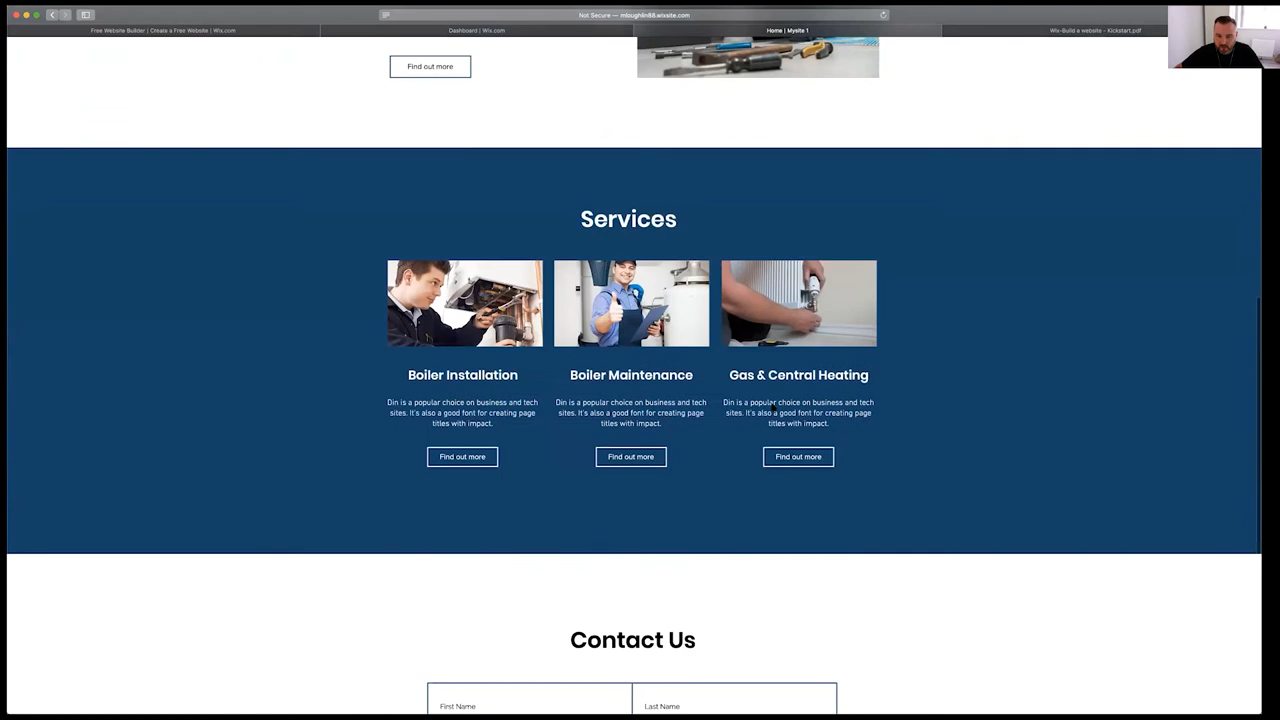 Not Secure — mloughlin88.wixsite.com
Free Website Builder | Create a Free Website | Wix.com
Dashboard | Wix.com
Home | Mysite 1
Wix-Build a website - Kickstart.pdf
Find out more
Services
Boiler Installation
Din is a popular choice on business and tech
sites. It's also a good font for creating page
titles with impact.
Find out more
Boiler Maintenance
Din is a popular choice on business and tech
sites. It's also a good font for creating page
titles with impact.
Find out more
Gas & Central Heating
Din is a popular choice on business and tech
sites. It's also a good font for creating page
titles with impact.
Find out more
Contact Us
First Name
Last Name